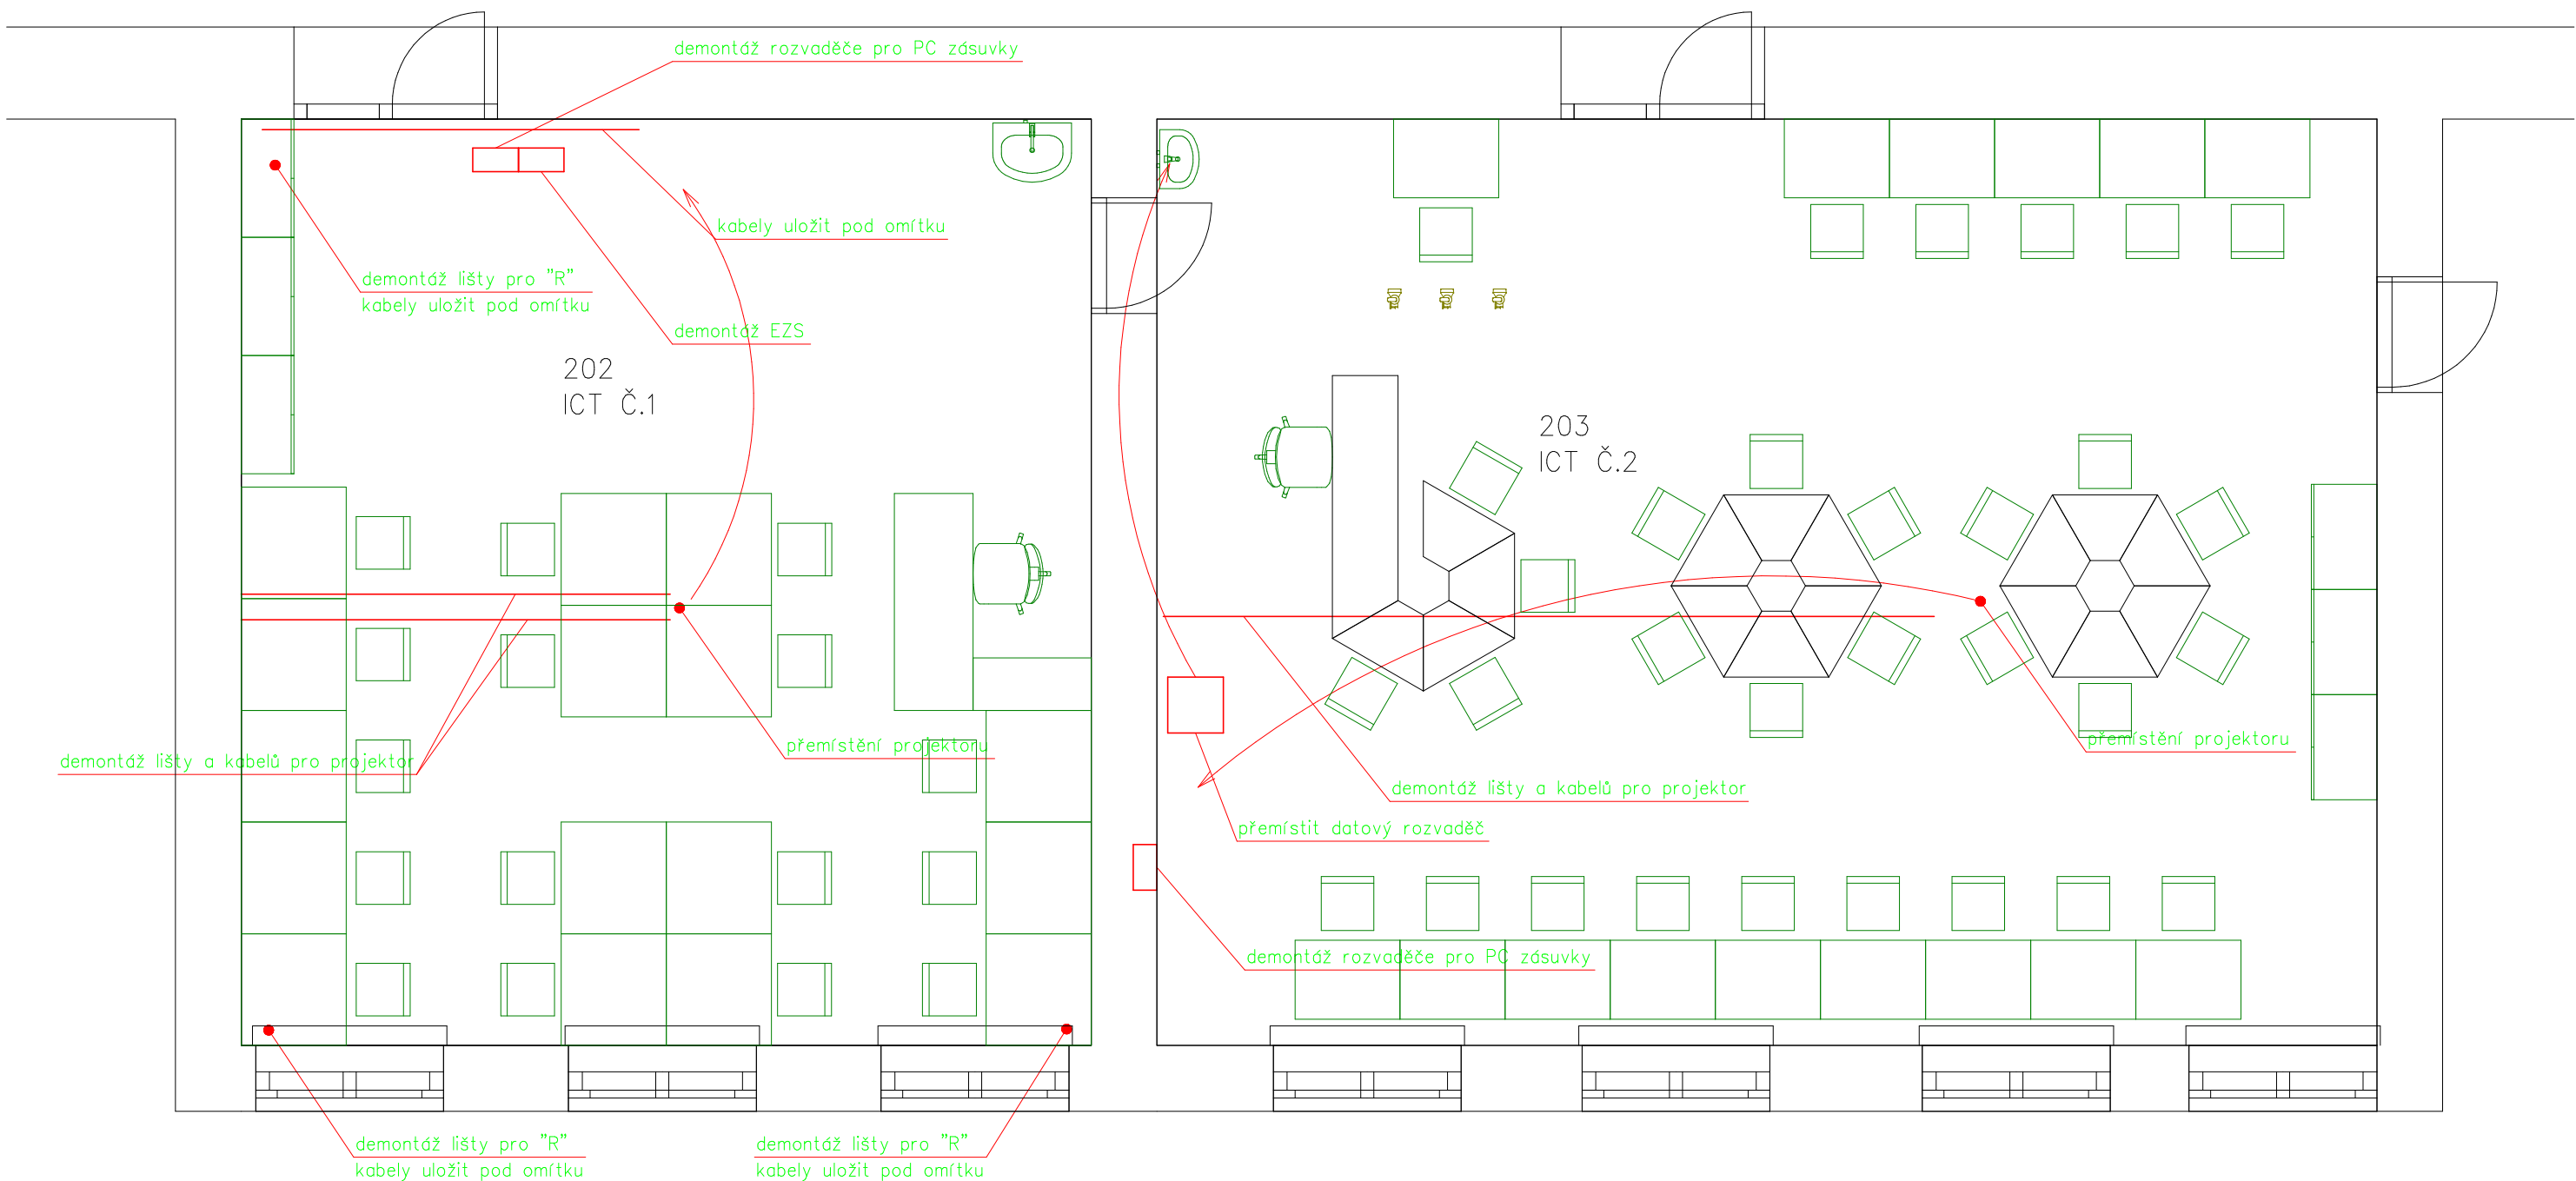 demontáž rozvaděče pro PC zásuvky
kabely uložit pod omítku
demontáž lišty pro "R"
kabely uložit pod omítku
demontáž EZS
202
ICT Č.1
203
ICT Č.2
přemístění projektoru
demontáž lišty a kabelů pro projektor
přemístění projektoru
demontáž lišty a kabelů pro projektor
přemístit datový rozvaděč
demontáž rozvaděče pro PC zásuvky
demontáž lišty pro "R"
kabely uložit pod omítku
demontáž lišty pro "R"
kabely uložit pod omítku